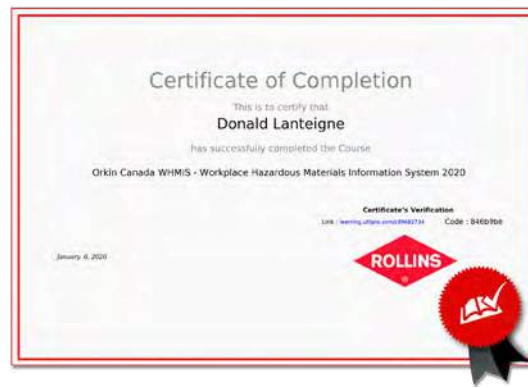 Certificate of Completion
This is to certify that
Donald Lanteigne
has successfully completed the Course
Orkin Canada WHMIS - Workplace Hazardous Materials Information System 2020
Certificate's Verification
Link : Code : 846b9be
January 6, 2020
ROLLINS
®